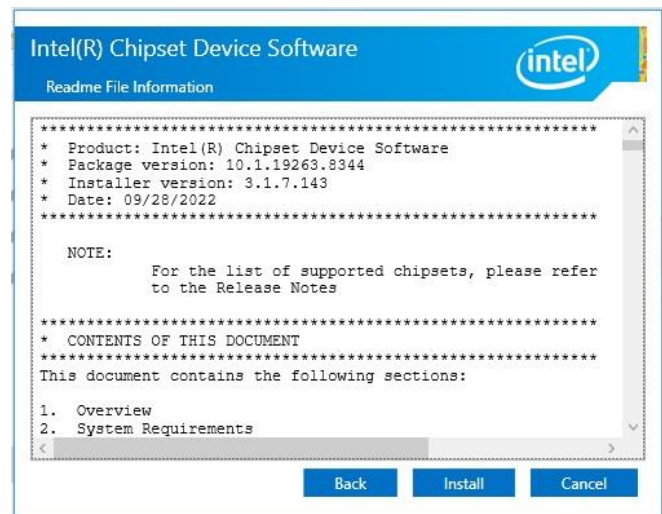 Intel(R) Chipset Device Software
intel
Readme File Information
************************************************************
* Product: Intel(R) Chipset Device Software
* Package version: 10.1.19263.8344
* Installer version: 3.1.7.143
* Date: 09/28/2022
************************************************************
NOTE:
For the list of supported chipsets, please refer
to the Release Notes
************************************************************
* CONTENTS OF THIS DOCUMENT
************************************************************
This document contains the following sections:
1. Overview
2. System Requirements
Back Install Cancel